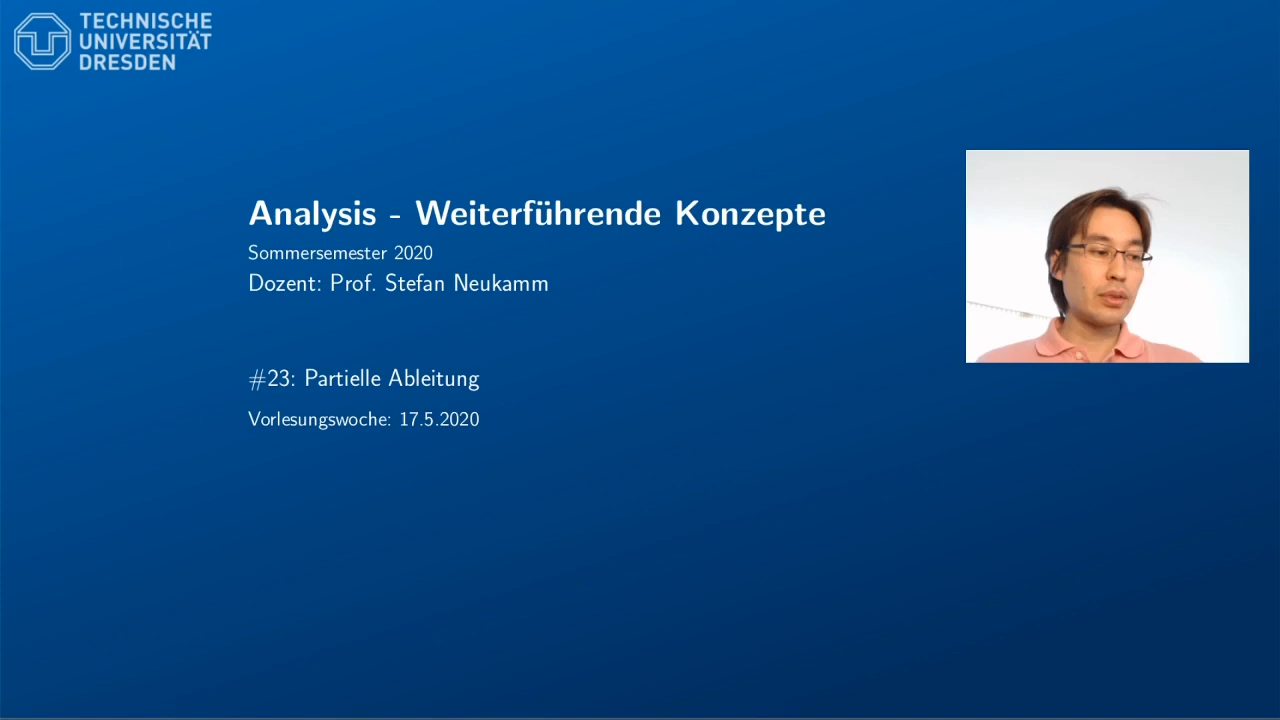 TECHNISCHE
UNIVERSITÄT
DRESDEN
Analysis - Weiterführende Konzepte
Sommersemester 2020
Dozent: Prof. Stefan Neukamm
#23: Partielle Ableitung
Vorlesungswoche: 17.5.2020